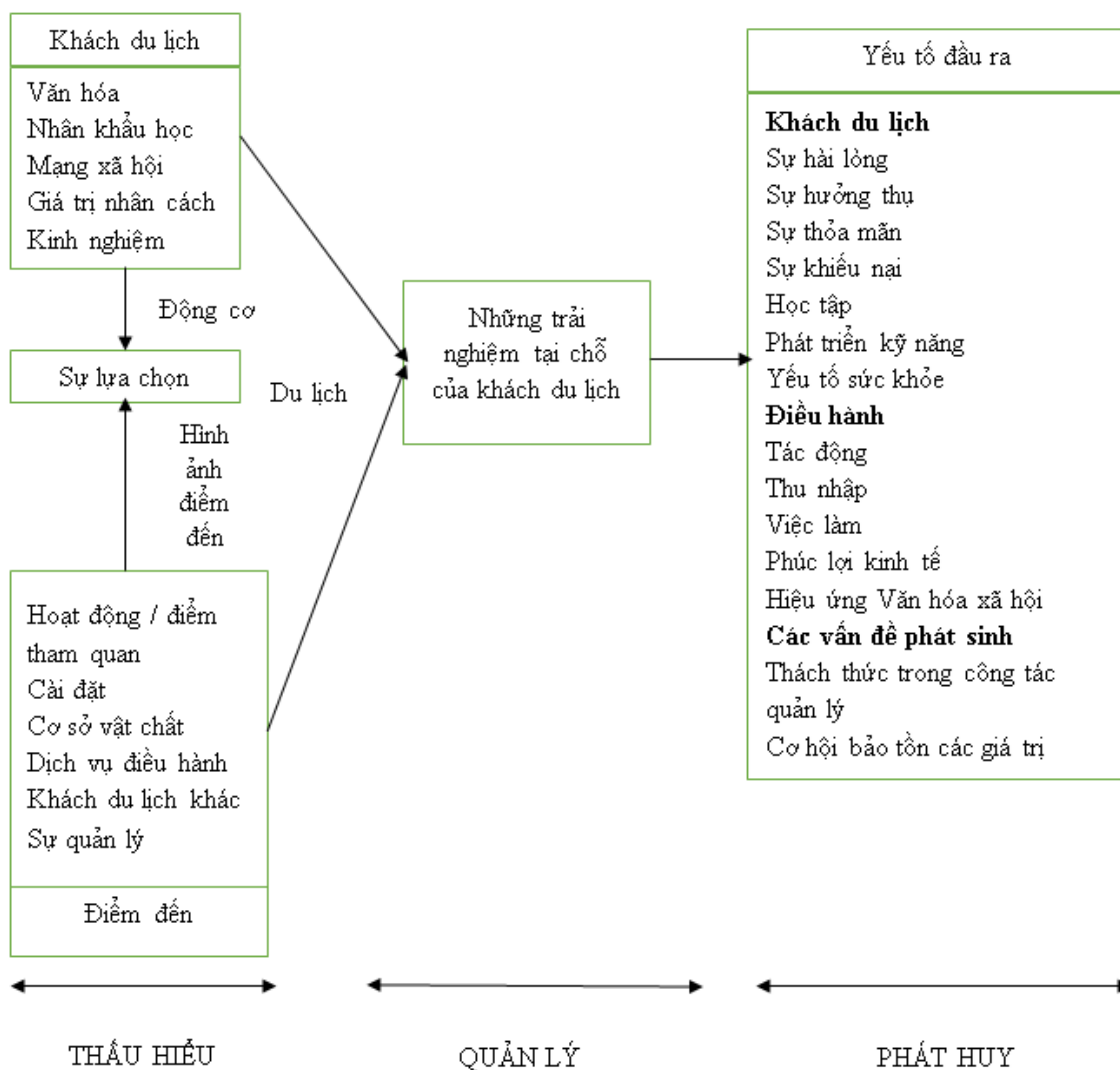 Khách du lịch
Văn hóa
Nhân khẩu học
Mạng xã hội
Giá trị nhân cách
Kinh nghiệm
Động cơ
Sự lựa chọn
Du lịch
Hình
ảnh
điểm
đến
Hoạt động / điểm
tham quan
Cài đặt
Cơ sở vật chất
Dịch vụ điều hành
Khách du lịch khác
Sự quản lý
Điểm đến
Những trải
nghiệm tại chỗ
của khách du lịch
Yếu tố đầu ra
Khách du lịch
Sự hài lòng
Sự hưởng thụ
Sự thỏa mãn
Sự khiếu nại
Học tập
Phát triển kỹ năng
Yếu tố sức khỏe
Điều hành
Tác động
Thu nhập
Việc làm
Phúc lợi kinh tế
Hiệu ứng Văn hóa xã hội
Các vấn đề phát sinh
Thách thức trong công tác
quản lý
Cơ hội bảo tồn các giá trị
THẤU HIỂU
QUẢN LÝ
PHÁT HUY